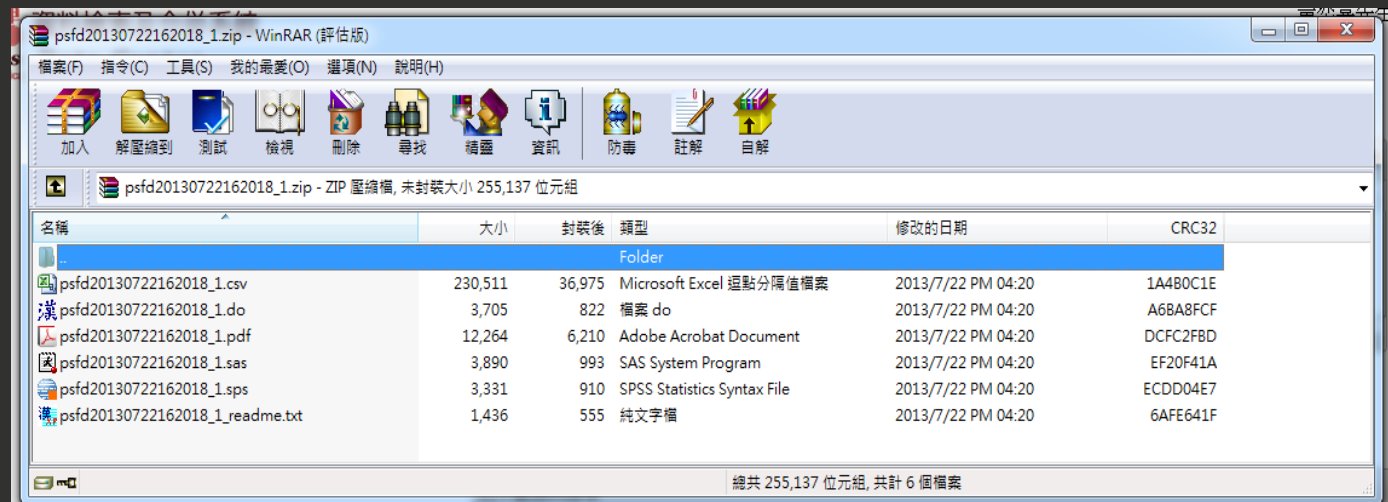 資料檢索及合併系統
psfd20130722162018_1.zip - WinRAR (評估版)
檔案(F) 指令(C) 工具(S) 我的最愛(O) 選項(N) 說明(H)
加入 解壓縮到 測試 檢視 刪除 尋找 精靈 資訊 防毒 註解 自解
psfd20130722162018_1.zip - ZIP 壓縮檔, 未封裝大小 255,137 位元組
名稱 大小 封裝後 類型 修改的日期 CRC32
.. Folder
psfd20130722162018_1.csv 230,511 36,975 Microsoft Excel 逗點分隔值檔案 2013/7/22 PM 04:20 1A4B0C1E
psfd20130722162018_1.do 3,705 822 檔案 do 2013/7/22 PM 04:20 A6BA8FCF
psfd20130722162018_1.pdf 12,264 6,210 Adobe Acrobat Document 2013/7/22 PM 04:20 DCFC2FBD
psfd20130722162018_1.sas 3,890 993 SAS System Program 2013/7/22 PM 04:20 EF20F41A
psfd20130722162018_1.sps 3,331 910 SPSS Statistics Syntax File 2013/7/22 PM 04:20 ECDD04E7
psfd20130722162018_1_readme.txt 1,436 555 純文字檔 2013/7/22 PM 04:20 6AFE641F
總共 255,137 位元組, 共計 6 個檔案